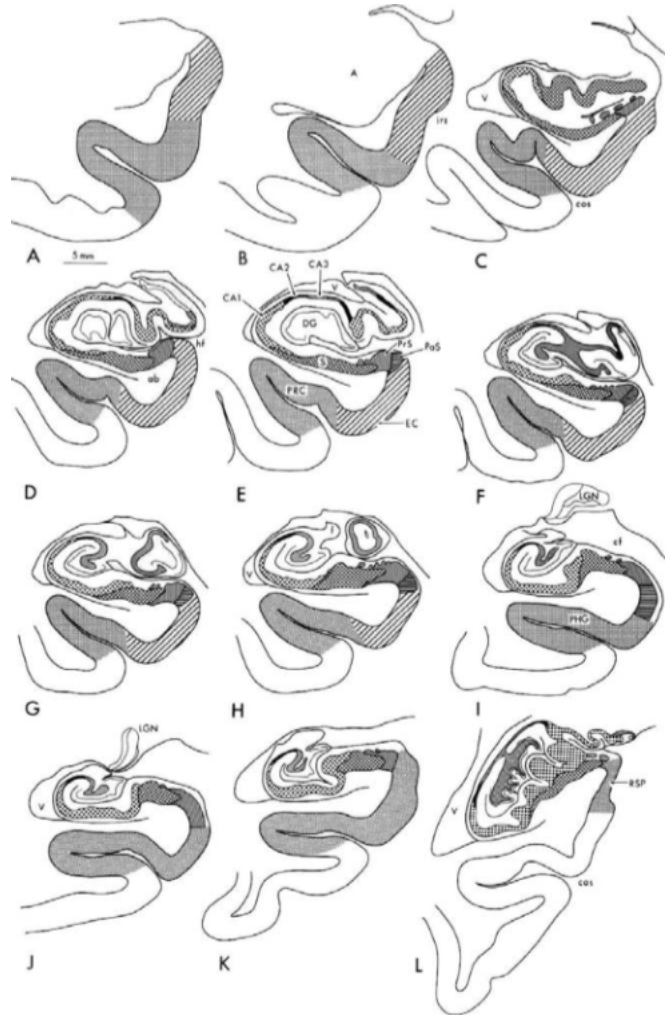 A
irs
V
cos
A
5 mm
B
C
CA1
CA2
CA3
V
DG
hf
PrS
PaS
S
ab
PRC
EC
D
E
F
LGN
V
cf
PHG
G
H
I
LGN
V
V
RSP
cos
J
K
L